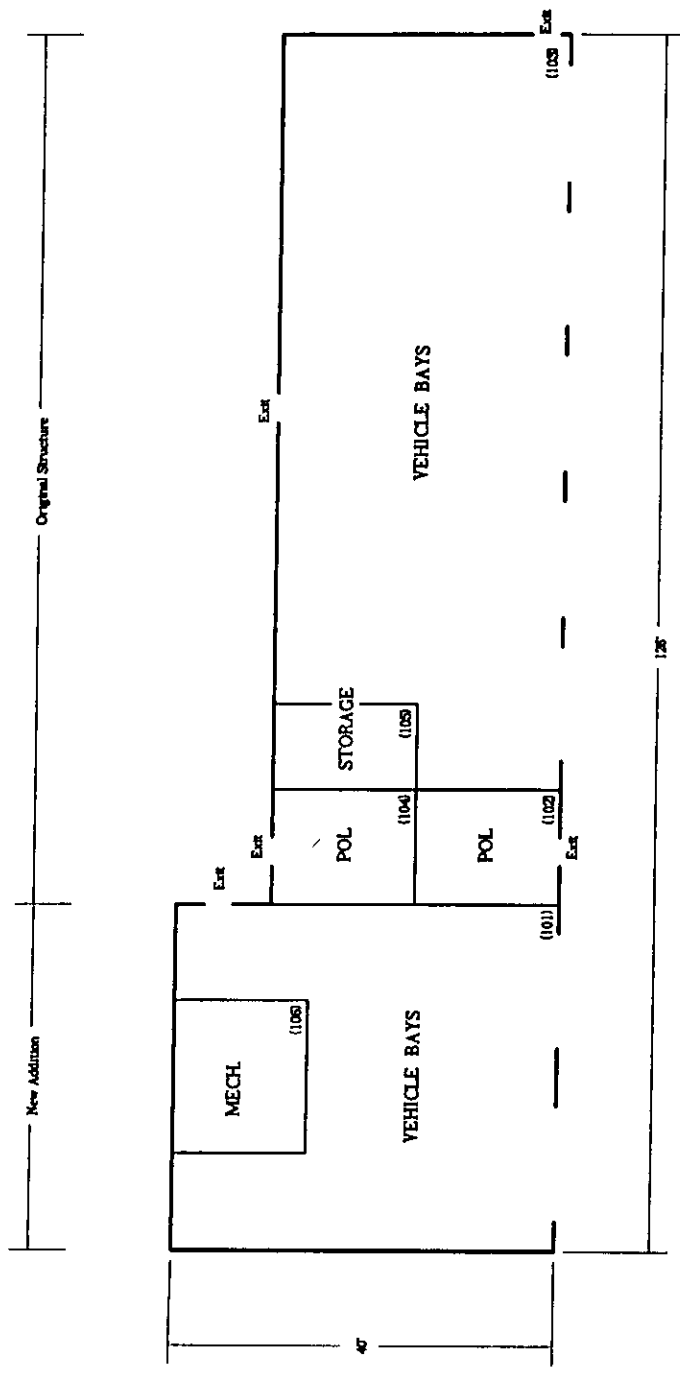 New Addition
Original Structure
Exit
Exit
Exit
Exit
MECH.
(106)
POL
(104)
STORAGE
(105)
VEHICLE BAYS
VEHICLE BAYS
POL
(101)
(102)
(103)
Exit
40'
126'